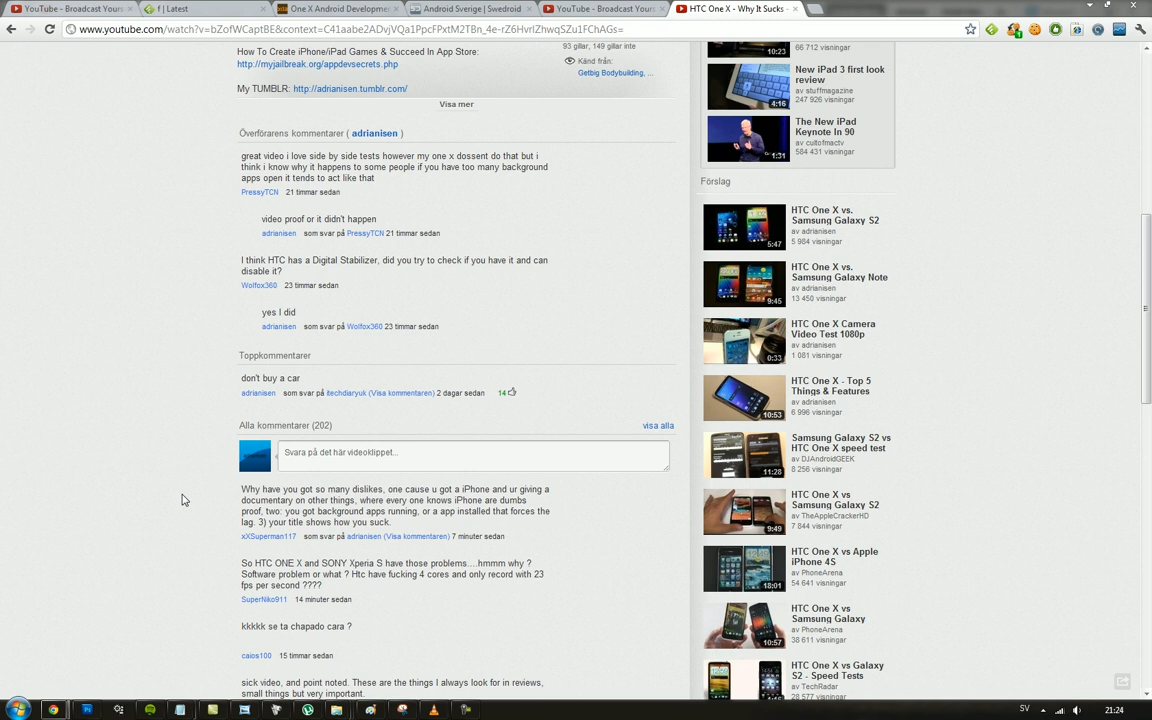 YouTube - Broadcast Yours
f | Latest
One X Android Developmen
Android Sverige | Swedroid
YouTube - Broadcast Yours
HTC One X - Why It Sucks -
www.youtube.com/watch?v=bZofWCaptBE&context=C41aabe2ADvjVQa1PpcFPxtM2TBn_4e-rZ6HvrIZhwqSZu1FChAGs=
How To Create iPhone/iPad Games & Succeed In App Store:
http://myjailbreak.org/appdevsecrets.php
My TUMBLR: http://adrianisen.tumblr.com/
93 gillar, 149 gillar inte
Känd från:
Getbig Bodybuilding, ...
Visa mer
Överförarens kommentarer ( adrianisen )
great video i love side by side tests however my one x dossent do that but i
think i know why it happens to some people if you have too many background
apps open it tends to act like that
PressyTCN 21 timmar sedan
video proof or it didn't happen
adrianisen som svar på PressyTCN 21 timmar sedan
I think HTC has a Digital Stabilizer, did you try to check if you have it and can
disable it?
Wolfox360 23 timmar sedan
yes I did
adrianisen som svar på Wolfox360 23 timmar sedan
Toppkommentarer
don't buy a car
adrianisen som svar på itechdiaryuk (Visa kommentaren) 2 dagar sedan 14
Alla kommentarer (202)
visa alla
Svara på det här videoklippet...
Why have you got so many dislikes, one cause u got a iPhone and ur giving a
documentary on other things, where every one knows iPhone are dumbs
proof, two: you got background apps running, or a app installed that forces the
lag. 3) your title shows how you suck.
xXSuperman117 som svar på adrianisen (Visa kommentaren) 7 minuter sedan
So HTC ONE X and SONY Xperia S have those problems....hmmm why ?
Software problem or what ? Htc have fucking 4 cores and only record with 23
fps per second ????
SuperNiko911 14 minuter sedan
kkkkk se ta chapado cara ?
caios100 15 timmar sedan
sick video, and point noted. These are the things I always look for in reviews,
small things but very important.
10:23
66 712 visningar
New iPad 3 first look
review
av stuffmagazine
247 926 visningar
4:16
The New iPad
Keynote In 90
av cultofmactv
584 431 visningar
1:31
Förslag
HTC One X vs.
Samsung Galaxy S2
av adrianisen
5 984 visningar
5:47
HTC One X vs.
Samsung Galaxy Note
av adrianisen
13 450 visningar
9:45
HTC One X Camera
Video Test 1080p
av adrianisen
1 081 visningar
0:33
HTC One X - Top 5
Things & Features
av adrianisen
6 996 visningar
10:53
Samsung Galaxy S2 vs
HTC One X speed test
av DJAndroidGEEK
8 256 visningar
11:28
HTC One X vs
Samsung Galaxy S2
av TheAppleCrackerHD
7 844 visningar
9:49
HTC One X vs Apple
iPhone 4S
av PhoneArena
54 641 visningar
18:01
HTC One X vs
Samsung Galaxy
av PhoneArena
38 611 visningar
10:57
HTC One X vs Galaxy
S2 - Speed Tests
av TechRadar
28 577 visningar
SV
21:24